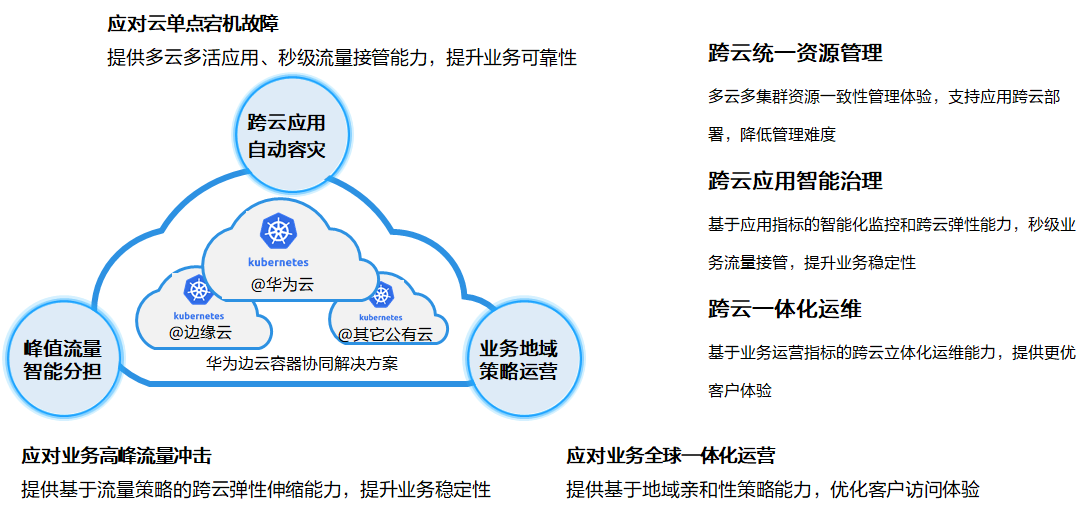 应对云单点宕机故障
提供多云多活应用、秒级流量接管能力，提升业务可靠性
跨云应用
自动容灾
kubernetes
@华为云
kubernetes
@边缘云
kubernetes
@其它公有云
华为边云容器协同解决方案
峰值流量
智能分担
业务地域
策略运营
应对业务高峰流量冲击
提供基于流量策略的跨云弹性伸缩能力，提升业务稳定性
应对业务全球一体化运营
提供基于地域亲和性策略能力，优化客户访问体验
跨云统一资源管理
多云多集群资源一致性管理体验，支持应用跨云部
署，降低管理难度
跨云应用智能治理
基于应用指标的智能化监控和跨云弹性能力，秒级业
务流量接管，提升业务稳定性
跨云一体化运维
基于业务运营指标的跨云立体化运维能力，提供更优
客户体验